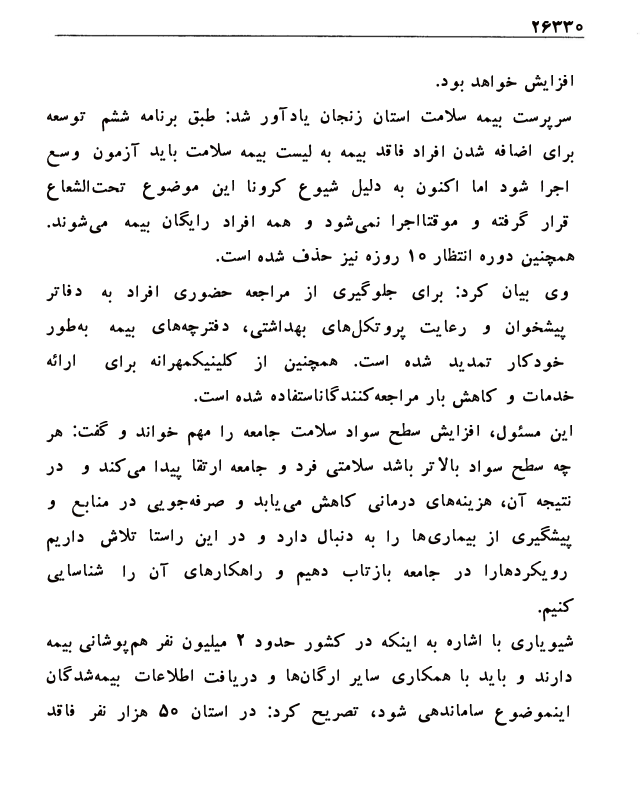 ۲۶۳۳۰
افزایش خواهد بود.
سرپرست بیمه سلامت استان زنجان یادآور شد: طبق برنامه ششم توسعه
برای اضافه شدن افراد فاقد بیمه به لیست بیمه سلامت باید آزمون وسع
اجرا شود اما اکنون به دلیل شیوع کرونا این موضوع تحت‌الشعاع
قرار گرفته و موقتااجرا نمی‌شود و همه افراد رایگان بیمه می‌شوند.
همچنین دوره انتظار ۱۰ روزه نیز حذف شده است.
وی بیان کرد: برای جلوگیری از مراجعه حضوری افراد به دفاتر
پیشخوان و رعایت پروتکل‌های بهداشتی، دفترچه‌های بیمه به‌طور
خودکار تمدید شده است. همچنین از کلینیکمهرانه برای ارائه
خدمات و کاهش بار مراجعه‌کنندگاناستفاده شده است.
این مسئول، افزایش سطح سواد سلامت جامعه را مهم خواند و گفت: هر
چه سطح سواد بالاتر باشد سلامتی فرد و جامعه ارتقا پیدا می‌کند و در
نتیجه آن، هزینه‌های درمانی کاهش می‌یابد و صرفه‌جویی در منابع و
پیشگیری از بیماری‌ها را به دنبال دارد و در این راستا تلاش داریم
رویکردهارا در جامعه بازتاب دهیم و راهکارهای آن را شناسایی
کنیم.
شیویاری با اشاره به اینکه در کشور حدود ۲ میلیون نفر هم‌پوشانی بیمه
دارند و باید با همکاری سایر ارگان‌ها و دریافت اطلاعات بیمه‌شدگان
اینموضوع ساماندهی شود، تصریح کرد: در استان ۵۰ هزار نفر فاقد